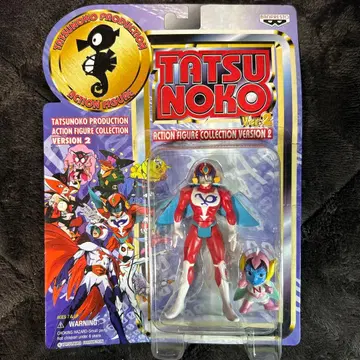 TATSUNOKO PRODUCTION
ACTION FIGURE
BANPRESTO
TATSU
NOKO
Ver.2
ACTION FIGURE COLLECTION VERSION 2
TATSUNOKO PRODUCTION
ACTION FIGURE COLLECTION
VERSION 2
N
WARNING